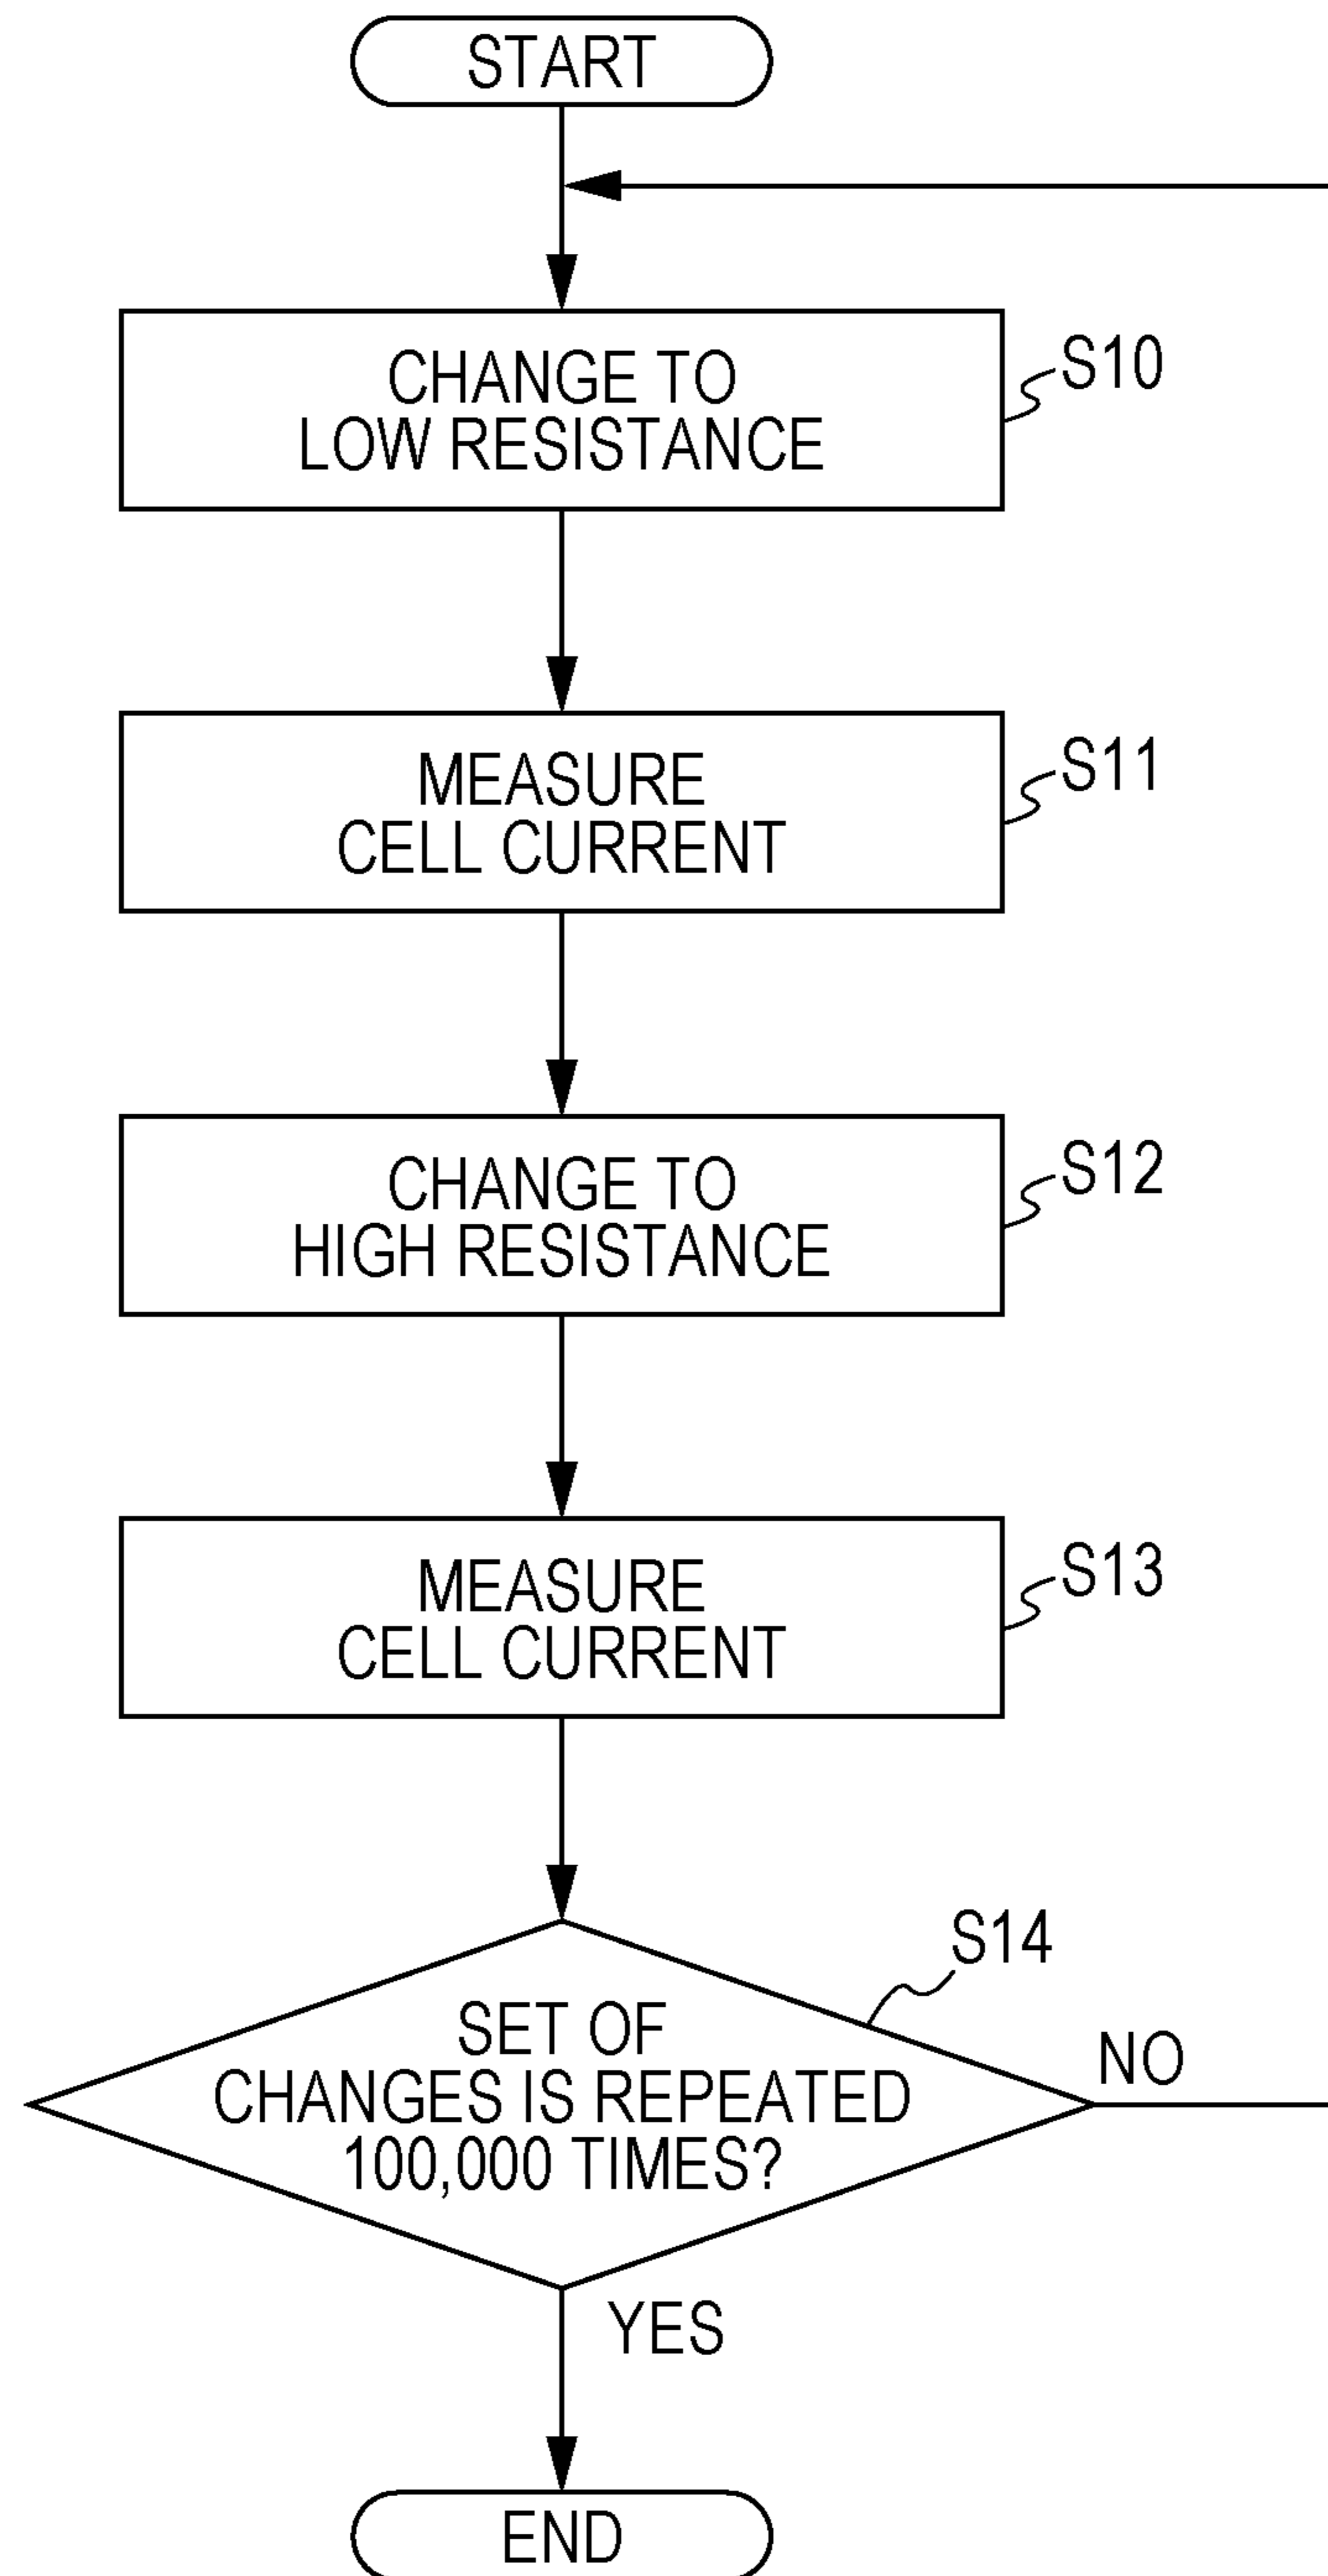 START
CHANGE TO
LOW RESISTANCE
S10
MEASURE
CELL CURRENT
S11
CHANGE TO
HIGH RESISTANCE
S12
MEASURE
CELL CURRENT
S13
S14
SET OF
CHANGES IS REPEATED
100,000 TIMES?
NO
YES
END